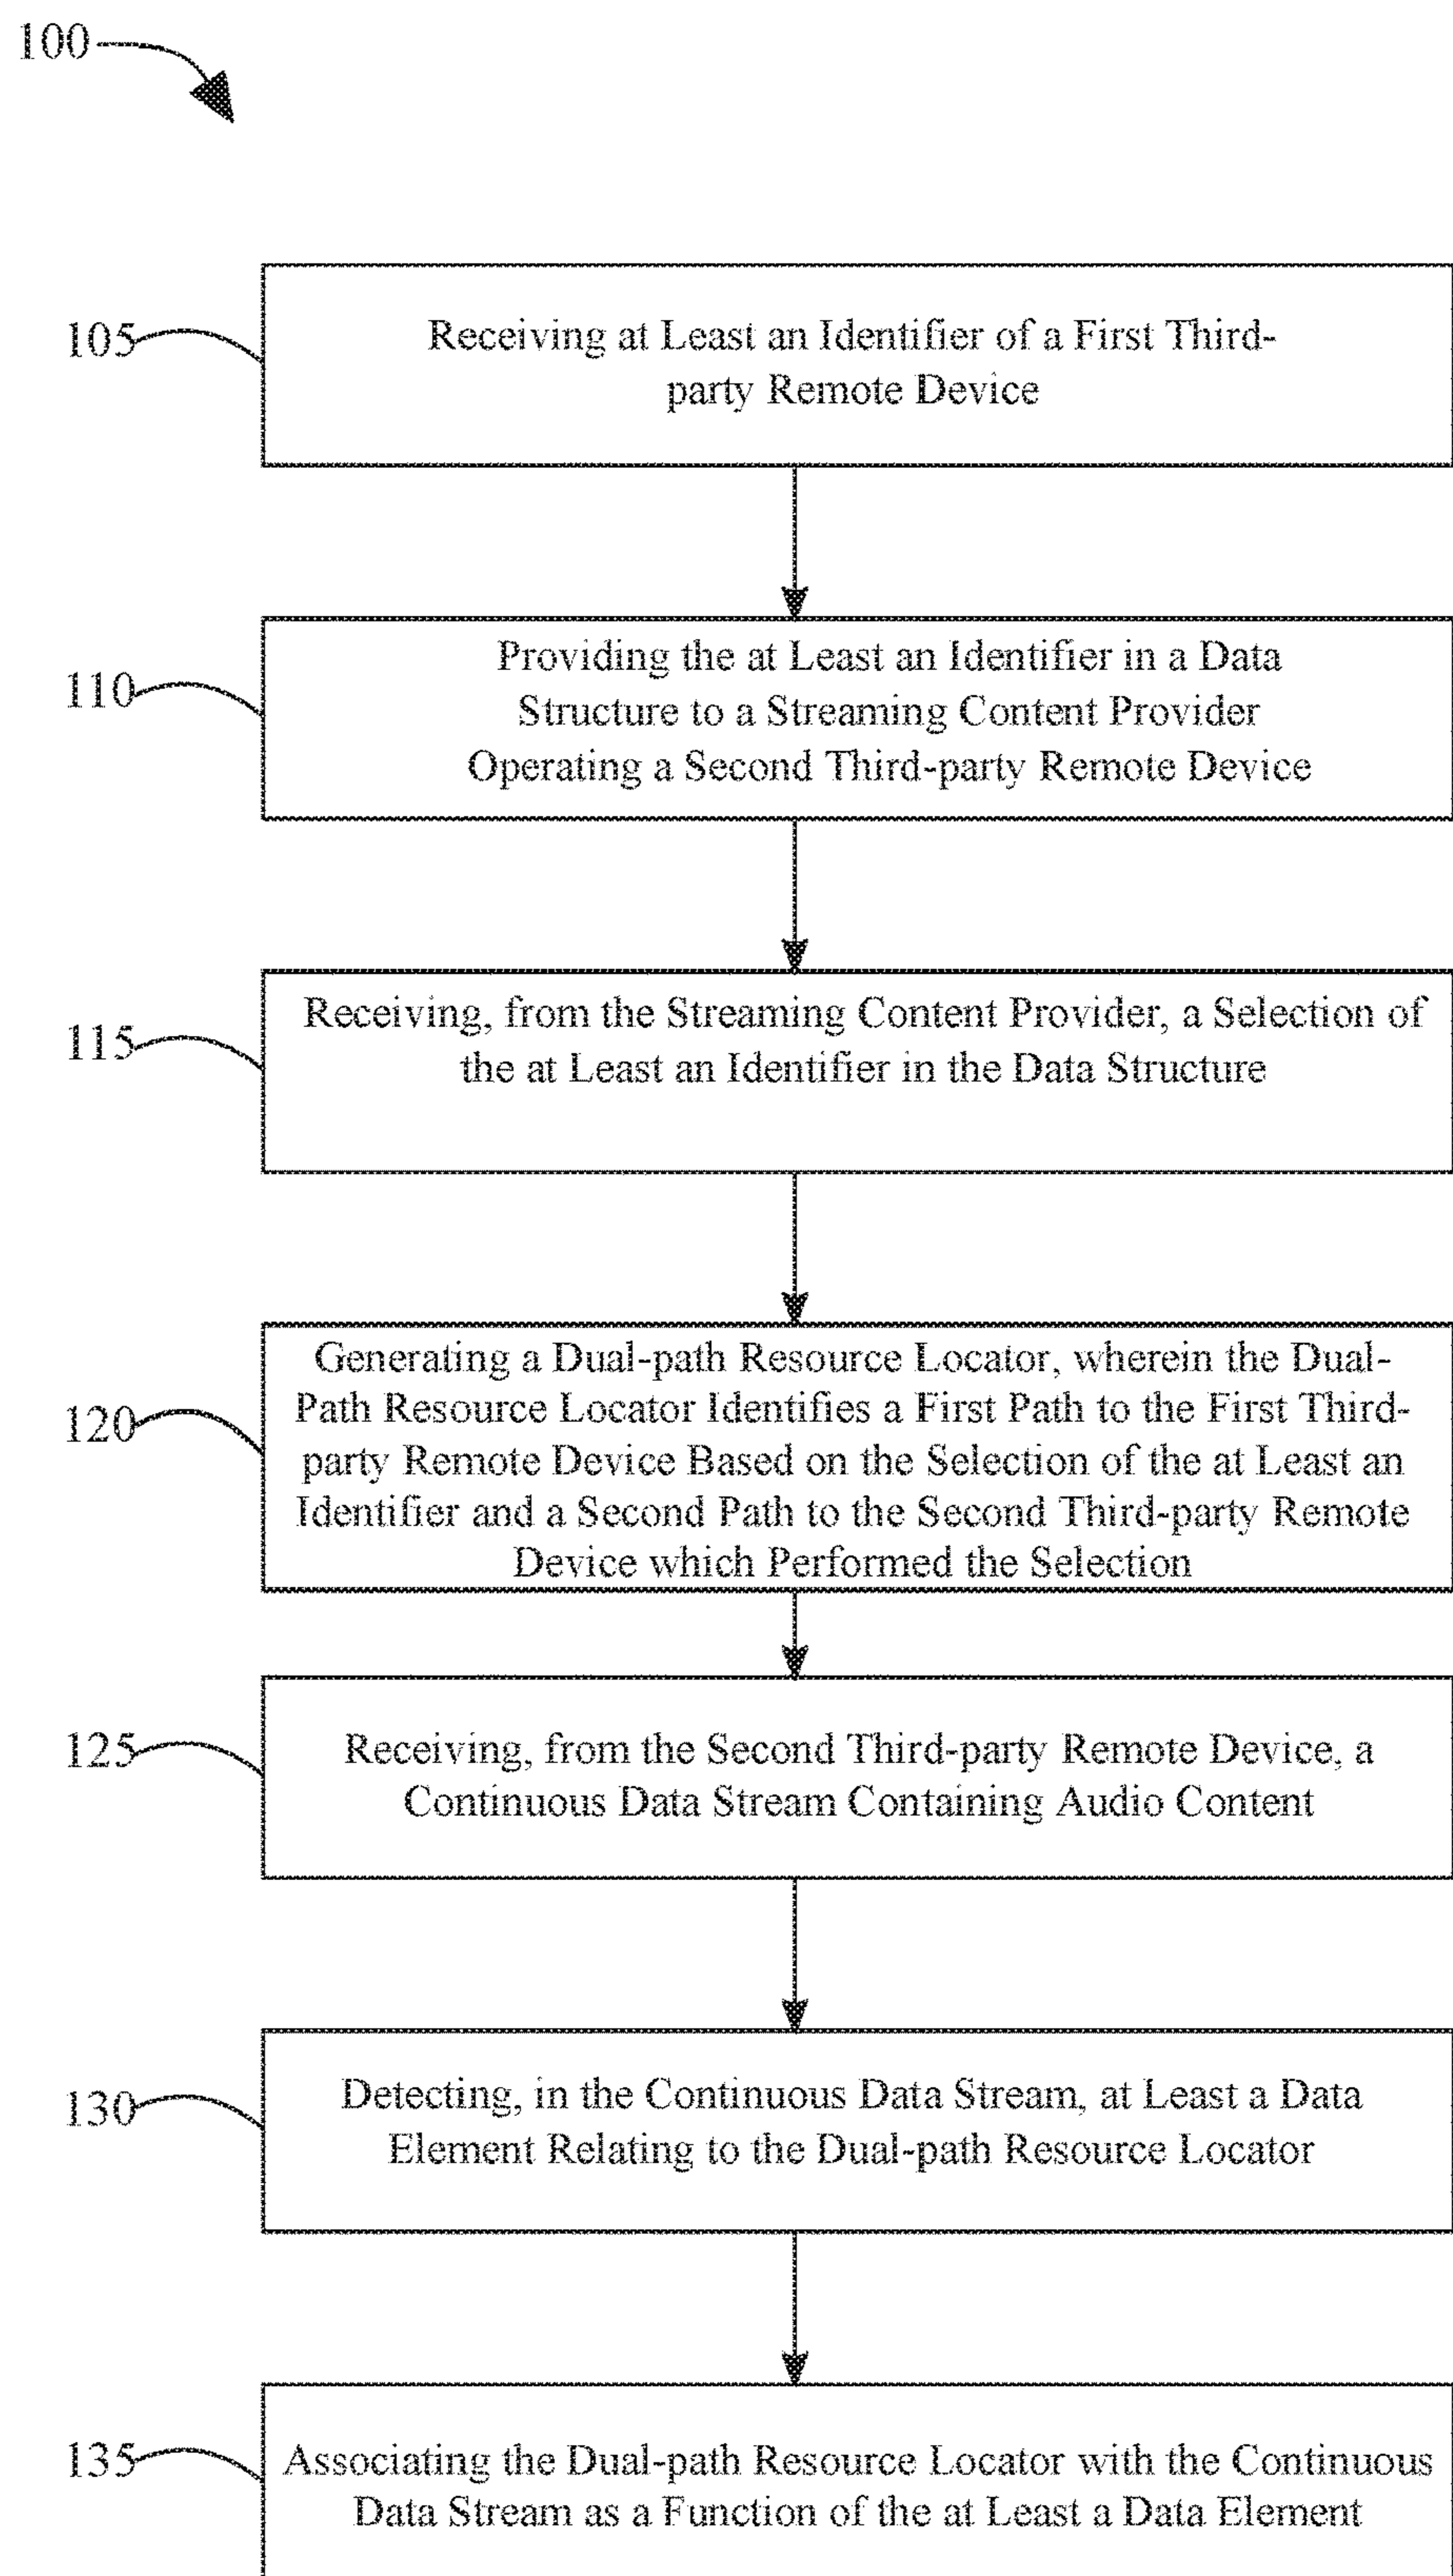 100
105
Receiving at Least an Identifier of a First Third-
party Remote Device
110
Providing the at Least an Identifier in a Data
Structure to a Streaming Content Provider
Operating a Second Third-party Remote Device
115
Receiving, from the Streaming Content Provider, a Selection of
the at Least an Identifier in the Data Structure
120
Generating a Dual-path Resource Locator, wherein the Dual-
Path Resource Locator Identifies a First Path to the First Third-
party Remote Device Based on the Selection of the at Least an
Identifier and a Second Path to the Second Third-party Remote
Device which Performed the Selection
125
Receiving, from the Second Third-party Remote Device, a
Continuous Data Stream Containing Audio Content
130
Detecting, in the Continuous Data Stream, at Least a Data
Element Relating to the Dual-path Resource Locator
135
Associating the Dual-path Resource Locator with the Continuous
Data Stream as a Function of the at Least a Data Element